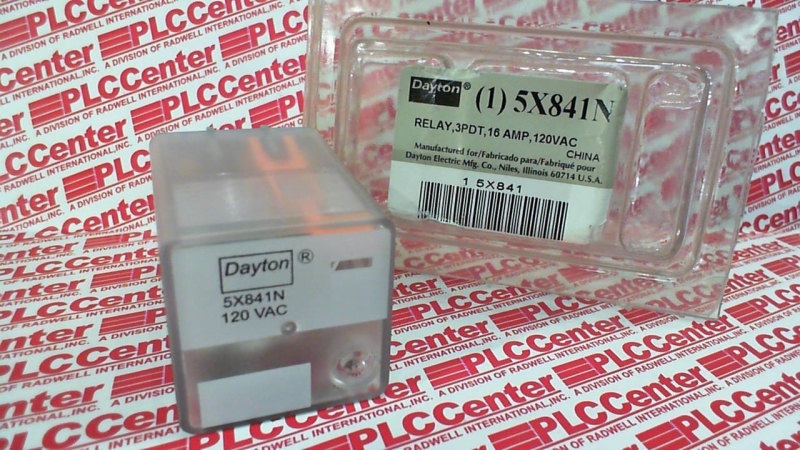 Dayton®
(1) 5X841N
RELAY,3PDT,16 AMP,120VAC
CHINA
Manufactured for/Fabricado para/Fabriqué pour
Dayton Electric Mfg. Co., Niles, Illinois 60714 U.S.A.
1 5X841
Dayton®
5X841N
120 VAC
PLCCenter
A DIVISION OF RADWELL INTERNATIONAL,INC.